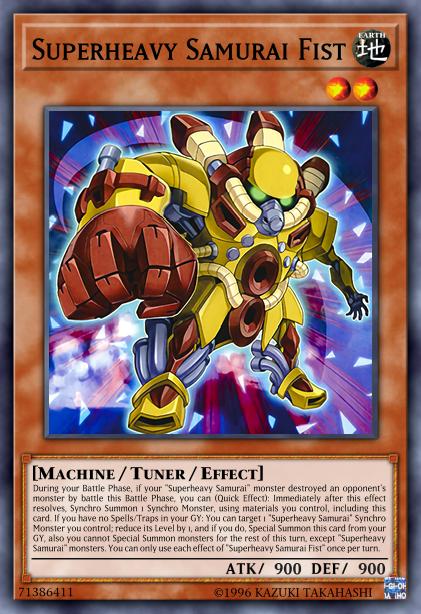 SUPERHEAVY SAMURAI FIST
EARTH
地
[MACHINE / TUNER / EFFECT]
During your Battle Phase, if your "Superheavy Samurai" monster destroyed an opponent's
monster by battle this Battle Phase, you can (Quick Effect): Immediately after this effect
resolves, Synchro Summon 1 Synchro Monster, using materials you control, including this
card. If you have no Spells/Traps in your GY: You can target 1 "Superheavy Samurai" Synchro
Monster you control; reduce its Level by 1, and if you do, Special Summon this card from your
GY, also you cannot Special Summon monsters for the rest of this turn, except "Superheavy
Samurai" monsters. You can only use each effect of "Superheavy Samurai Fist" once per turn.
ATK/ 900 DEF/ 900
71386411
©1996 KAZUKI TAKAHASHI